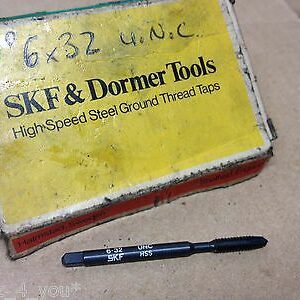 6x32 U.N.C
SKF & Dormer Tools
High-Speed Steel Ground Thread Taps
6-32 UNC
SKF HSS